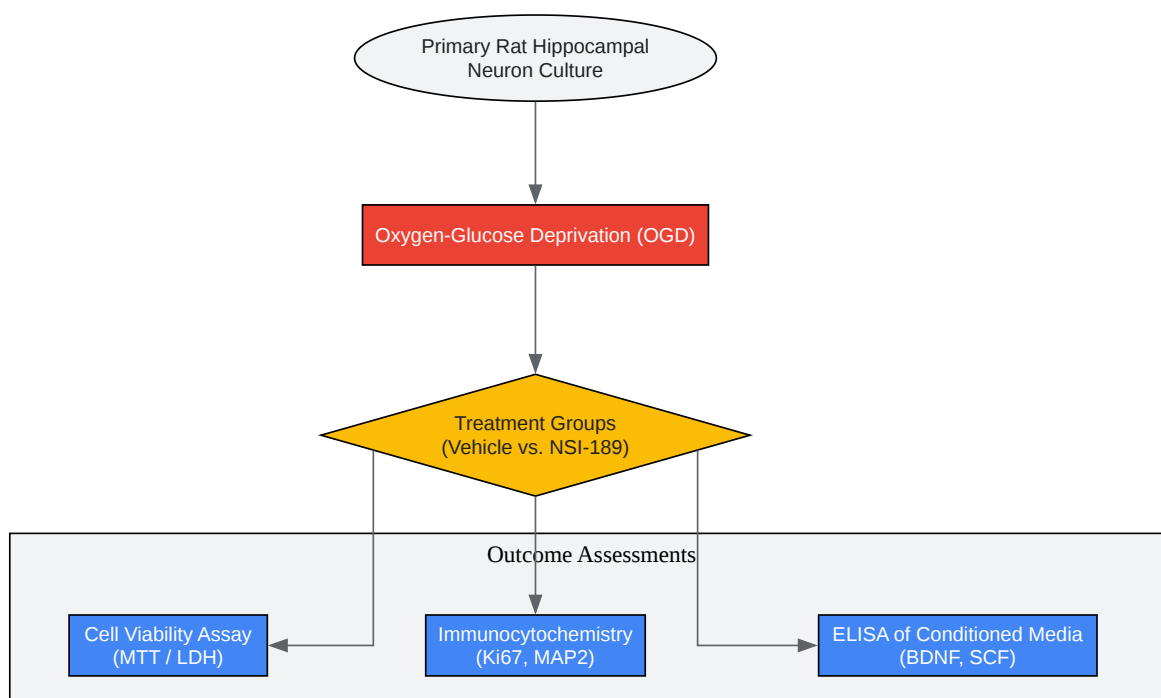 Primary Rat Hippocampal
Neuron Culture
Oxygen-Glucose Deprivation (OGD)
Treatment Groups
(Vehicle vs. NSI-189)
Outcome Assessments
Cell Viability Assay
(MTT / LDH)
Immunocytochemistry
(Ki67, MAP2)
ELISA of Conditioned Media
(BDNF, SCF)